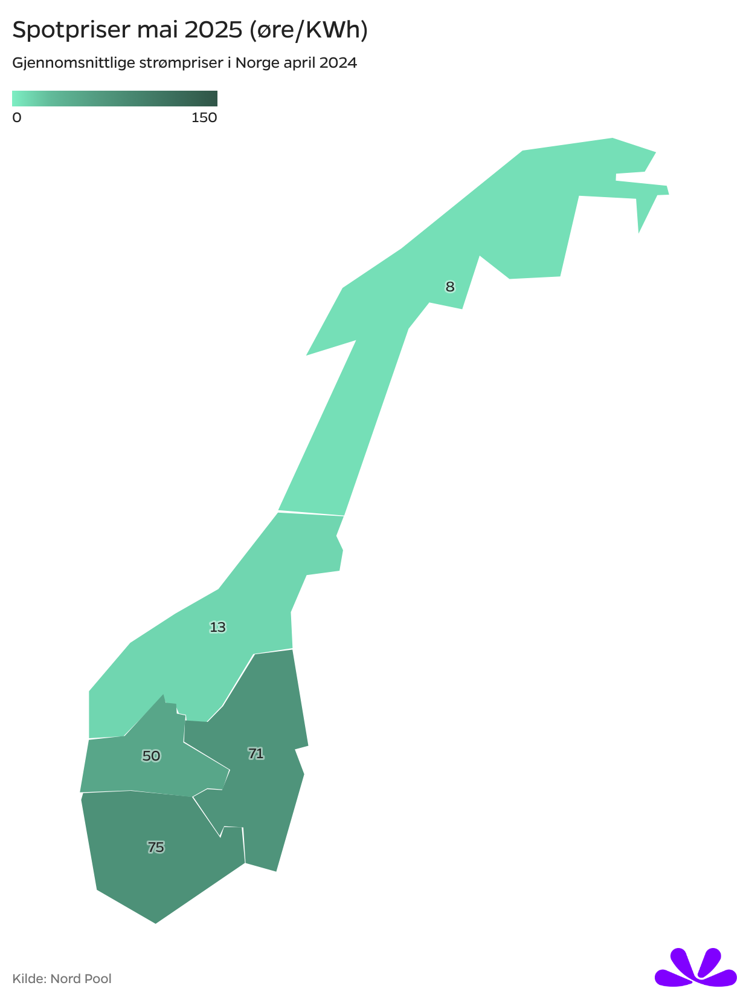 Spotpriser mai 2025 (øre/KWh)
Gjennomsnittlige strømpriser i Norge april 2024
0 150
8
13
50 71
75
Kilde: Nord Pool